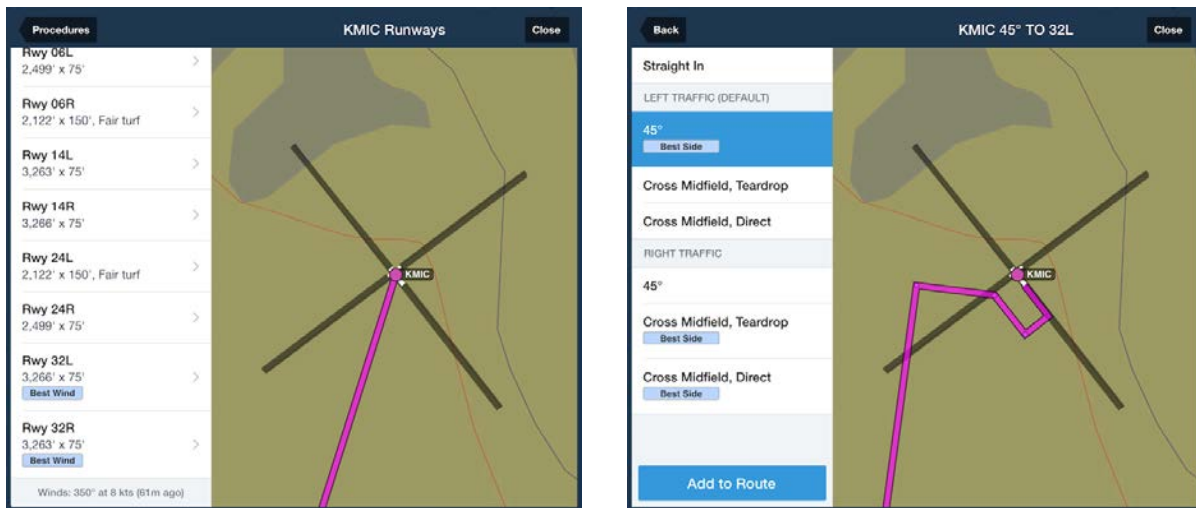 Procedures
KMIC Runways
Close
Rwy 06L
2,499' x 75'
Rwy 06R
2,122' x 150', Fair turf
Rwy 14L
3,263' x 75'
Rwy 14R
3,266' x 75'
Rwy 24L
2,122' x 150', Fair turf
Rwy 24R
2,499' x 75'
Rwy 32L
3,266' x 75'
Best Wind
Rwy 32R
3,263' x 75'
Best Wind
Winds: 350° at 8 kts (61m ago)
KMIC
Back
KMIC 45° TO 32L
Close
Straight In
LEFT TRAFFIC (DEFAULT)
45°
Best Side
Cross Midfield, Teardrop
Cross Midfield, Direct
RIGHT TRAFFIC
45°
Cross Midfield, Teardrop
Best Side
Cross Midfield, Direct
Best Side
Add to Route
KMIC